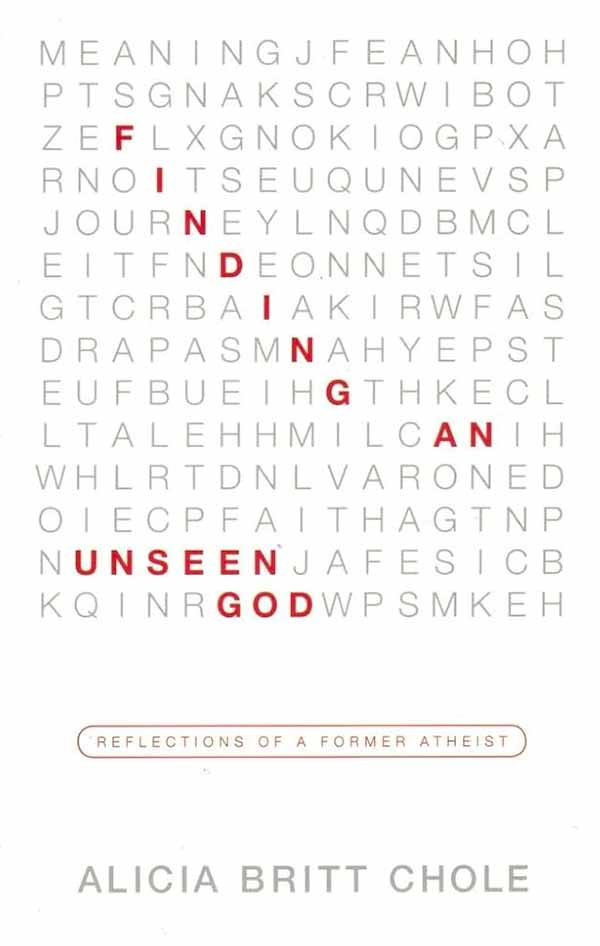 MEANINGJFEANHOH
PTSGNAKSCRWIBOT
ZEFLXGNOKIOGPXA
RNOITSEUQUNEVSP
JOURNEYLNQDBMCL
EITFNDEONNETSIL
GTCRBAIAKIRWFAS
DRAPASMNAHYEPST
EUFBUEIHGTHKECL
LTALEHHMILCANIH
WHLRTDNLVARONED
OIECPFAITHAGTNP
NUNSEENJAFESICB
KQINRGODWPSMKEH
REFLECTIONS OF A FORMER ATHEIST
ALICIA BRITT CHOLE